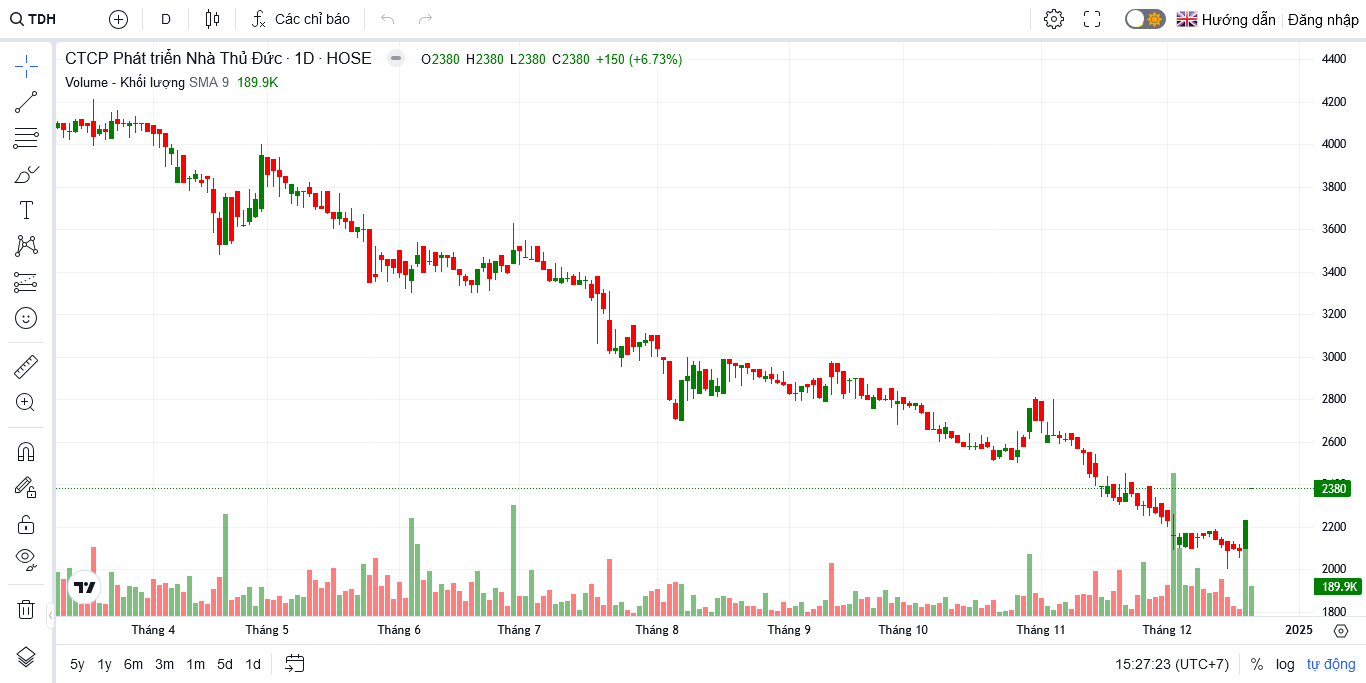 TDH D Các chỉ báo Hướng dẫn Đăng nhập
CTCP Phát triển Nhà Thủ Đức · 1D · HOSE O2380 H2380 L2380 C2380 +150 (+6.73%)
Volume - Khối lượng SMA 9 189.9K
4400
4200
4000
3800
3600
3400
3200
3000
2800
2600
2380
2200
2000
189.9K
1800
Tháng 4 Tháng 5 Tháng 6 Tháng 7 Tháng 8 Tháng 9 Tháng 10 Tháng 11 Tháng 12 2025
5y 1y 6m 3m 1m 5d 1d 15:27:23 (UTC+7) % log tự động